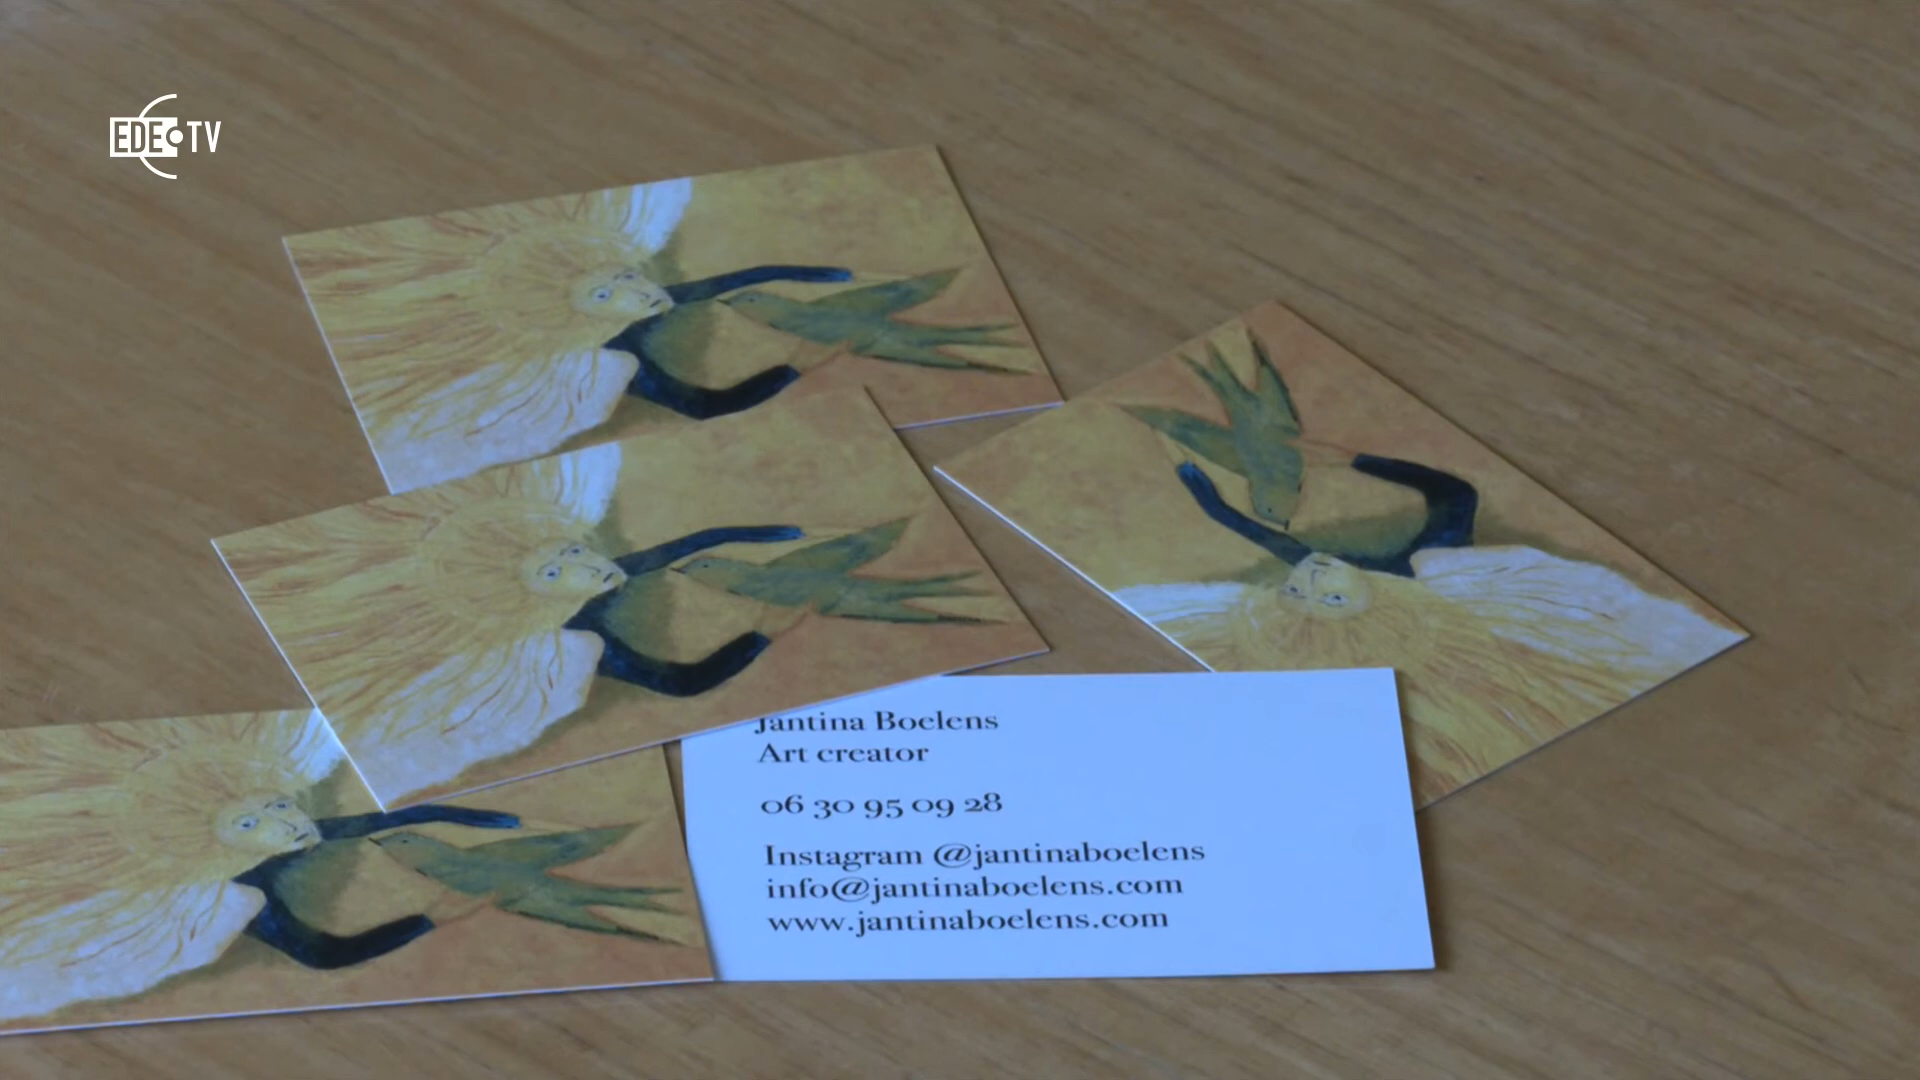 EDE TV
Jantina Boelens
Art creator
06 30 95 09 28
Instagram @jantinaboelens
info@jantinaboelens.com
www.jantinaboelens.com